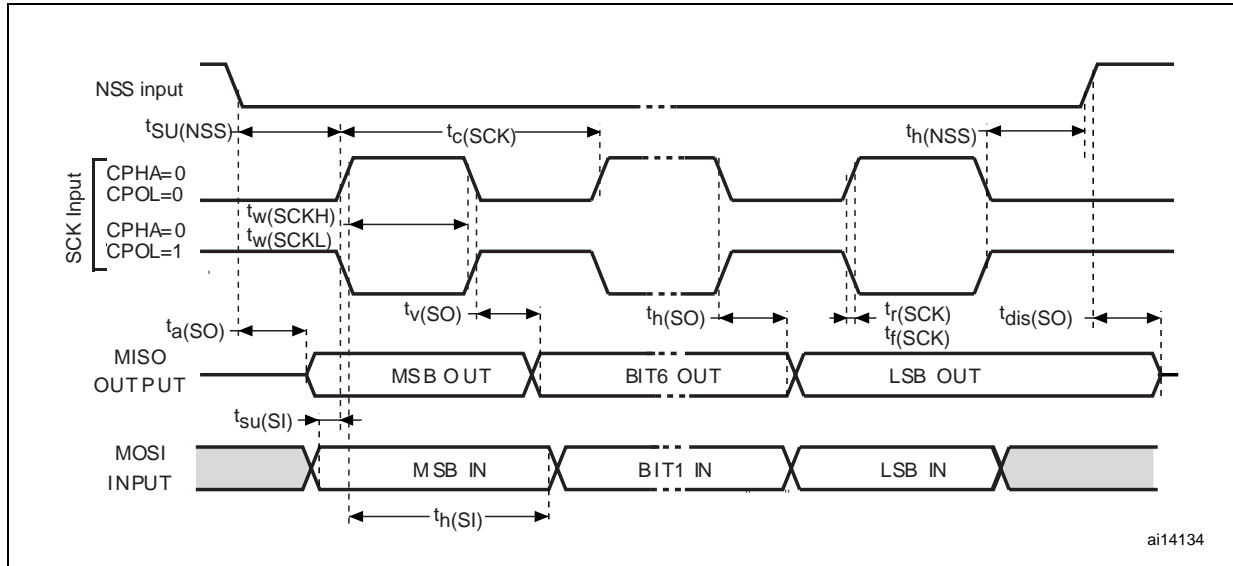 NSS input
tSU(NSS)
tc(SCK)
th(NSS)
SCK Input
CPHA=0
CPOL=0
tw(SCKH)
tw(SCKL)
CPHA=0
CPOL=1
ta(SO)
tv(SO)
th(SO)
tr(SCK)
tf(SCK)
tdis(SO)
MISO
OUTPUT
MSB OUT
BIT6 OUT
LSB OUT
tsu(SI)
MOSI
INPUT
MSB IN
BIT1 IN
LSB IN
th(SI)
ai14134